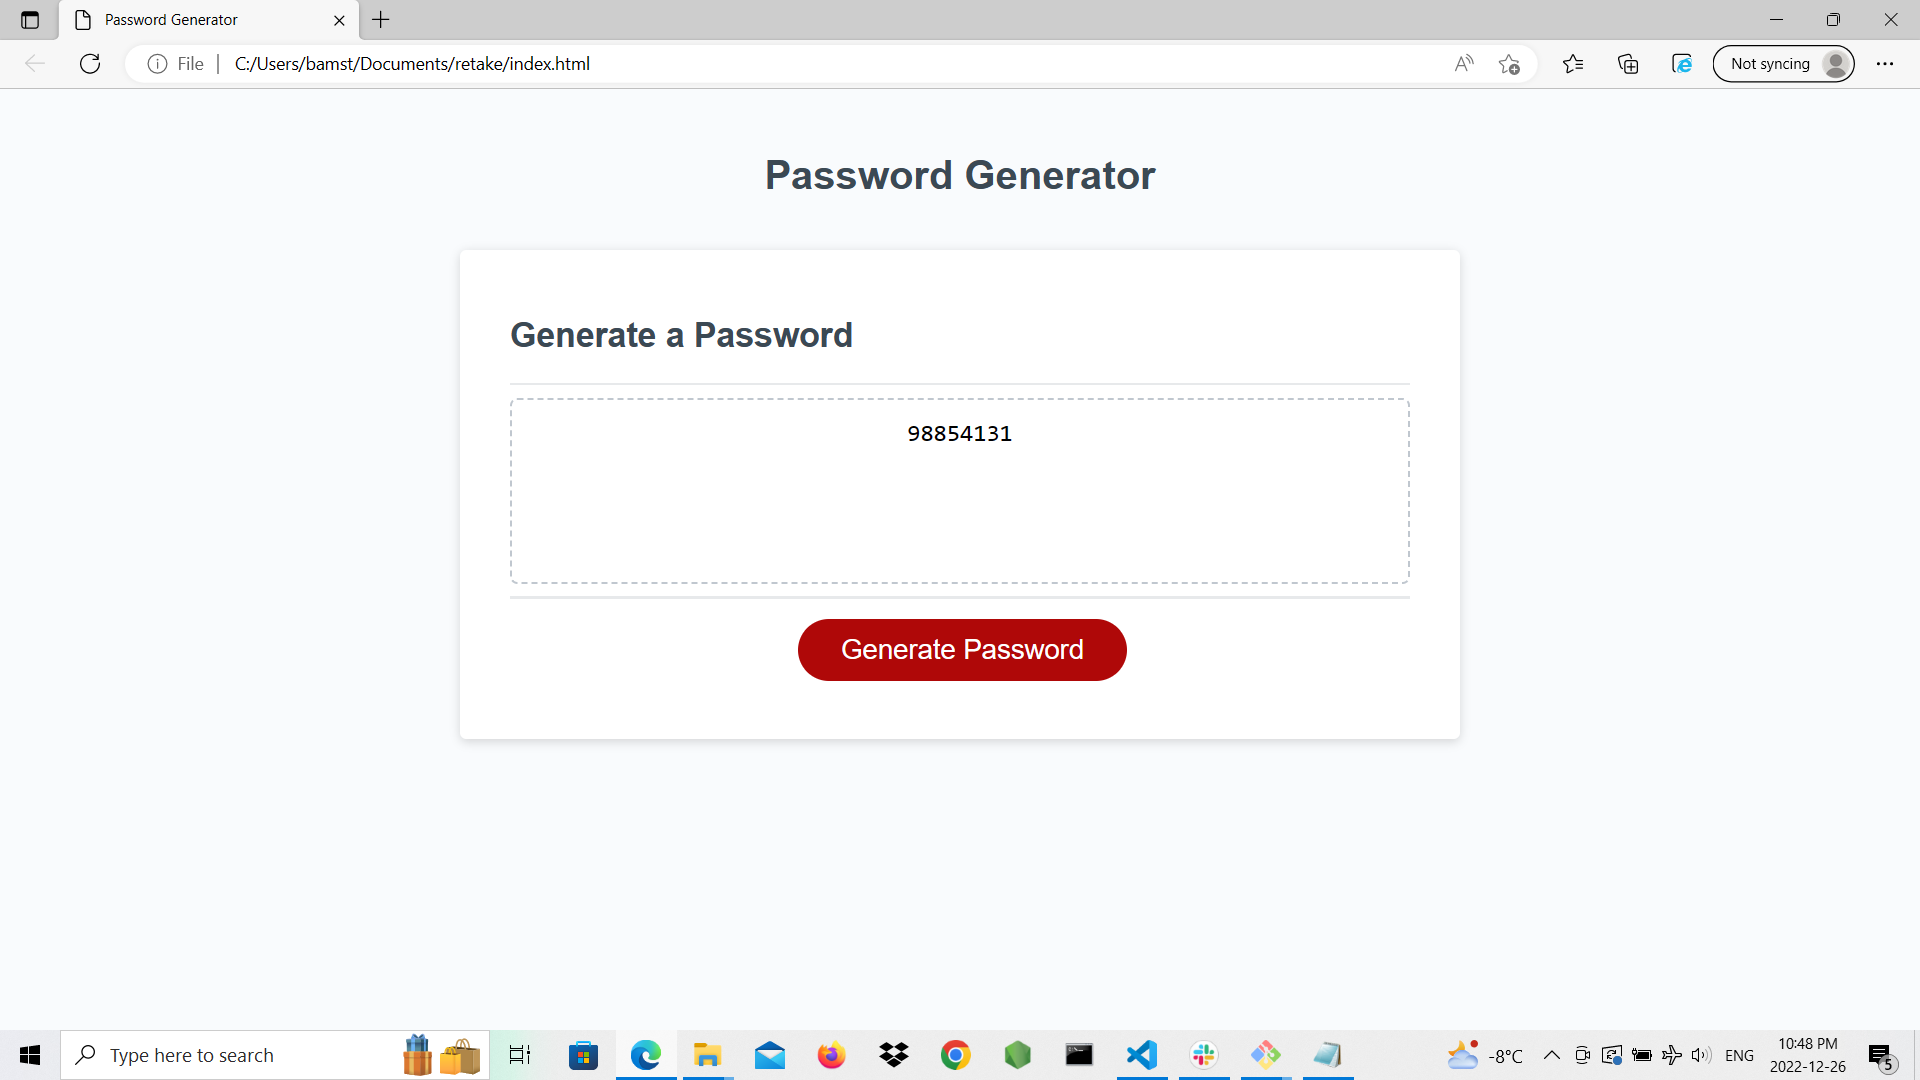 Password Generator
File
C:/Users/bamst/Documents/retake/index.html
Not syncing
Password Generator
Generate a Password
98854131
Generate Password
Type here to search
-8°C
ENG
10:48 PM
2022-12-26
5